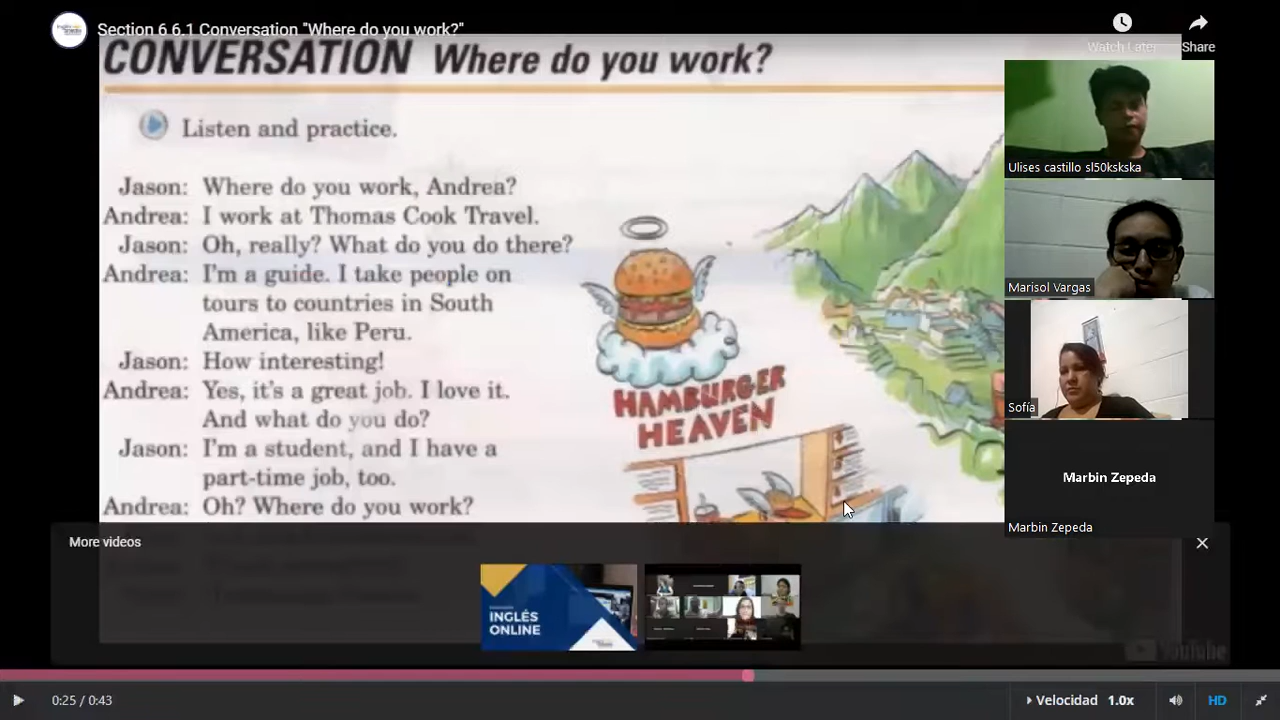 Section 6 6.1 Conversation "Where do you work?"
Watch Later
Share
CONVERSATION Where do you work?
Listen and practice.
Jason: Where do you work, Andrea?
Andrea: I work at Thomas Cook Travel.
Jason: Oh, really? What do you do there?
Andrea: I'm a guide. I take people on
tours to countries in South
America, like Peru.
Jason: How interesting!
Andrea: Yes, it's a great job. I love it.
And what do you do?
Jason: I'm a student, and I have a
part-time job, too.
Andrea: Oh? Where do you work?
HAMBURGER
HEAVEN
Ulises castillo sl50kskska
Marisol Vargas
Sofía
Marbin Zepeda
Marbin Zepeda
More videos
INGLÉS
ONLINE
YouTube
0:25 / 0:43
Velocidad 1.0x
HD